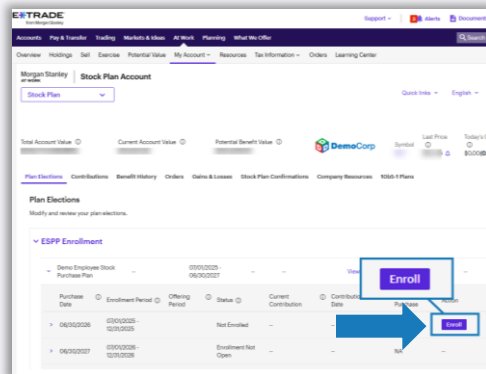 E*TRADE
from Morgan Stanley
Support Alerts Documents
Accounts Pay & Transfer Trading Markets & Ideas At Work Planning What We Offer Search
Overview Holdings Sell Exercise Potential Value My Account Resources Tax Information Orders Learning Center
Morgan Stanley
AT WORK
Stock Plan Account
Stock Plan
Quick links English
Total Account Value Current Account Value Potential Benefit Value DemoCorp Symbol Last Price Today's
$0.00
Plan Elections Contributions Benefit History Orders Gains & Losses Stock Plan Confirmations Company Resources 10b5-1 Plans
Plan Elections
Modify and review your plan elections.
ESPP Enrollment
Demo Employee Stock Purchase Plan – 07/01/2025 - 06/30/2027 – – View –
Enroll
Purchase Date Enrollment Period Offering Period Status Current Contribution Contribution Date Purchase Action
06/30/2026 07/01/2025 - 12/31/2025 Not Enrolled – Enroll
06/30/2027 07/01/2026 - 12/31/2026 Enrollment Not Open – – NA –